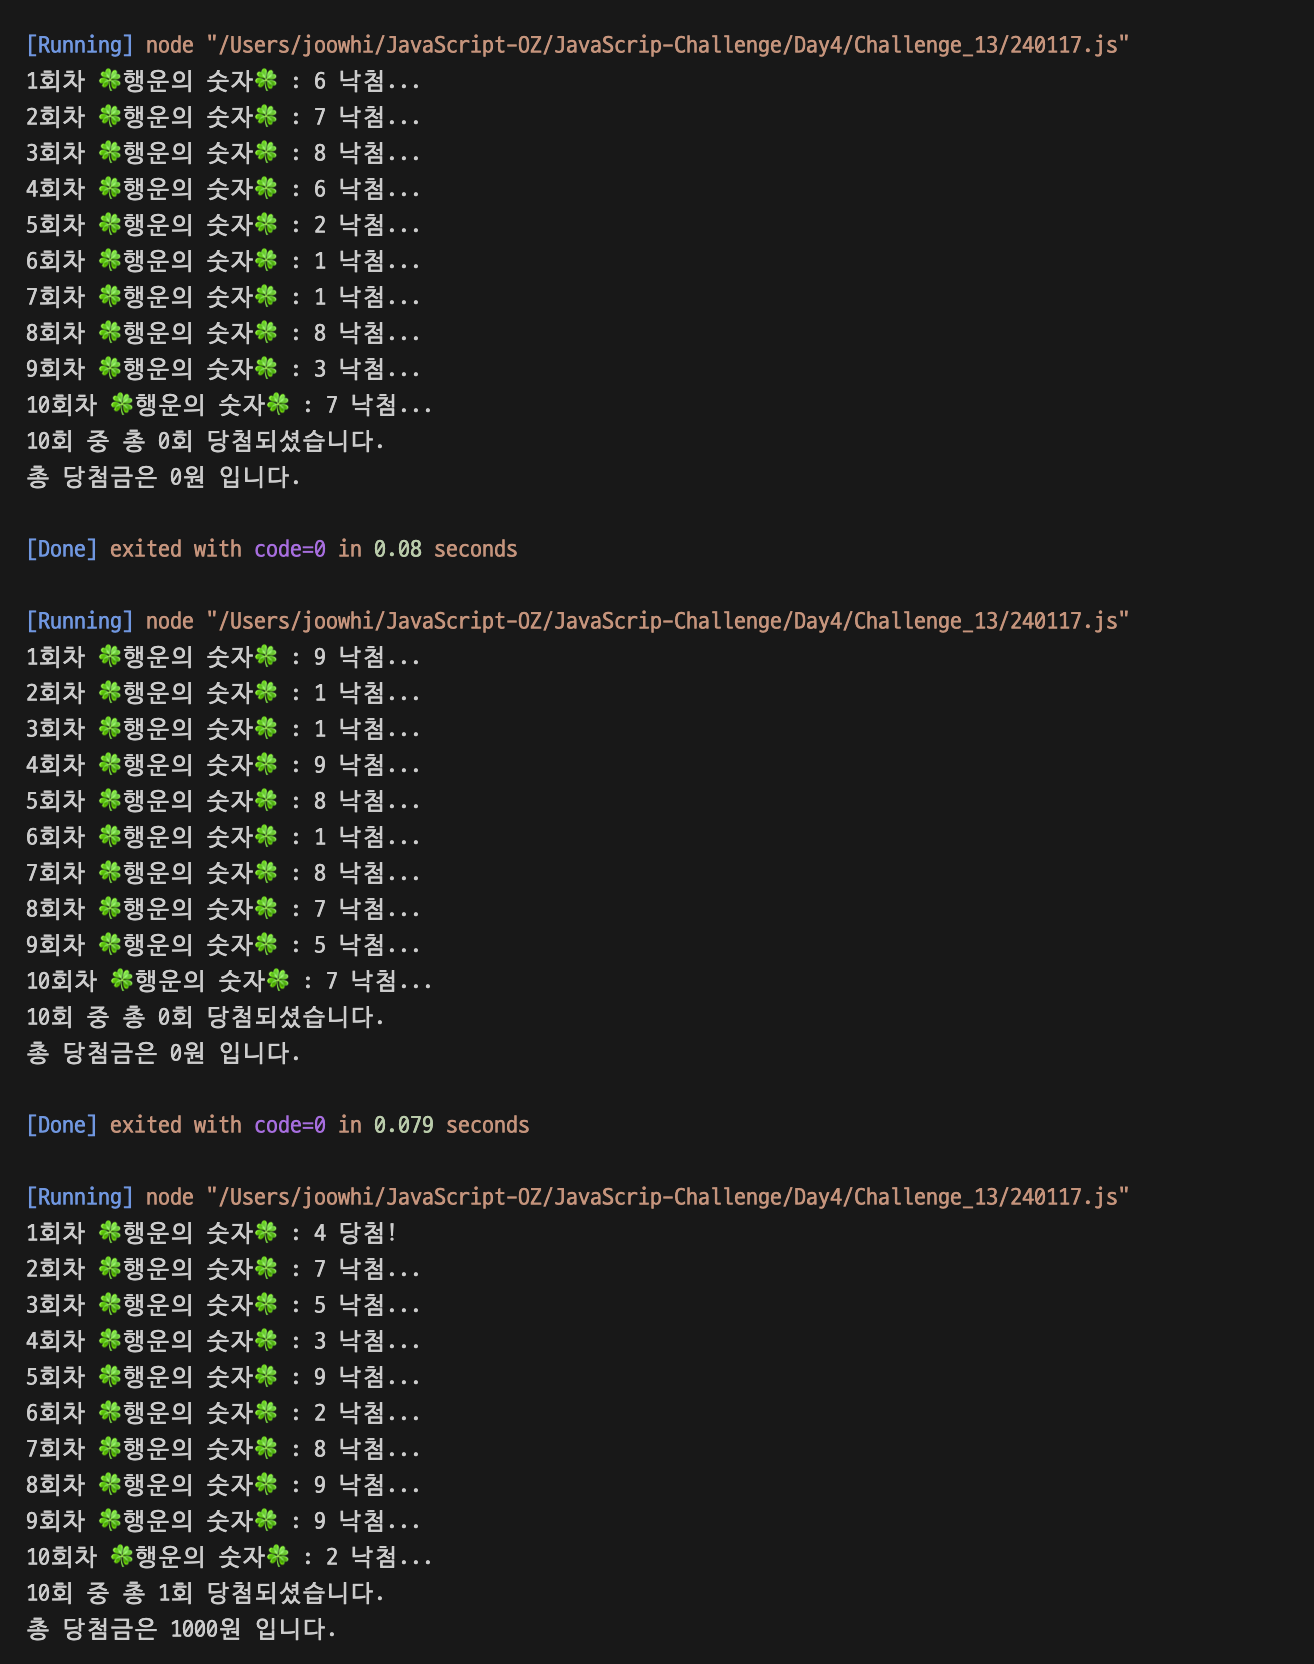 [Running] node "/Users/joowhi/JavaScript-OZ/JavaScrip-Challenge/Day4/Challenge_13/240117.js"
1회차 🍀행운의 숫자🍀 : 6 낙첨...
2회차 🍀행운의 숫자🍀 : 7 낙첨...
3회차 🍀행운의 숫자🍀 : 8 낙첨...
4회차 🍀행운의 숫자🍀 : 6 낙첨...
5회차 🍀행운의 숫자🍀 : 2 낙첨...
6회차 🍀행운의 숫자🍀 : 1 낙첨...
7회차 🍀행운의 숫자🍀 : 1 낙첨...
8회차 🍀행운의 숫자🍀 : 8 낙첨...
9회차 🍀행운의 숫자🍀 : 3 낙첨...
10회차 🍀행운의 숫자🍀 : 7 낙첨...
10회 중 총 0회 당첨되셨습니다.
총 당첨금은 0원 입니다.
[Done] exited with code=0 in 0.08 seconds
[Running] node "/Users/joowhi/JavaScript-OZ/JavaScrip-Challenge/Day4/Challenge_13/240117.js"
1회차 🍀행운의 숫자🍀 : 9 낙첨...
2회차 🍀행운의 숫자🍀 : 1 낙첨...
3회차 🍀행운의 숫자🍀 : 1 낙첨...
4회차 🍀행운의 숫자🍀 : 9 낙첨...
5회차 🍀행운의 숫자🍀 : 8 낙첨...
6회차 🍀행운의 숫자🍀 : 1 낙첨...
7회차 🍀행운의 숫자🍀 : 8 낙첨...
8회차 🍀행운의 숫자🍀 : 7 낙첨...
9회차 🍀행운의 숫자🍀 : 5 낙첨...
10회차 🍀행운의 숫자🍀 : 7 낙첨...
10회 중 총 0회 당첨되셨습니다.
총 당첨금은 0원 입니다.
[Done] exited with code=0 in 0.079 seconds
[Running] node "/Users/joowhi/JavaScript-OZ/JavaScrip-Challenge/Day4/Challenge_13/240117.js"
1회차 🍀행운의 숫자🍀 : 4 당첨!
2회차 🍀행운의 숫자🍀 : 7 낙첨...
3회차 🍀행운의 숫자🍀 : 5 낙첨...
4회차 🍀행운의 숫자🍀 : 3 낙첨...
5회차 🍀행운의 숫자🍀 : 9 낙첨...
6회차 🍀행운의 숫자🍀 : 2 낙첨...
7회차 🍀행운의 숫자🍀 : 8 낙첨...
8회차 🍀행운의 숫자🍀 : 9 낙첨...
9회차 🍀행운의 숫자🍀 : 9 낙첨...
10회차 🍀행운의 숫자🍀 : 2 낙첨...
10회 중 총 1회 당첨되셨습니다.
총 당첨금은 1000원 입니다.